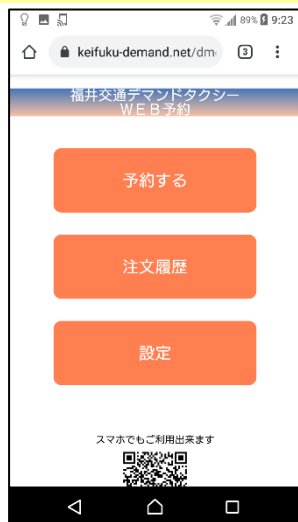 89% 9:23
keifuku-demand.net/dm
3
福井交通デマンドタクシー
ＷＥＢ予約
予約する
注文履歴
設定
スマホでもご利用出来ます